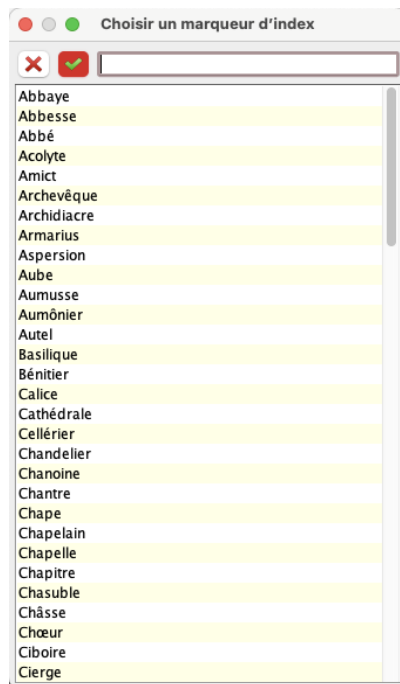 Choisir un marqueur d’index
Abbaye
Abbesse
Abbé
Acolyte
Amict
Archevêque
Archidiacre
Armarius
Aspersion
Aube
Aumusse
Aumônier
Autel
Basilique
Bénitier
Calice
Cathédrale
Cellérier
Chandelier
Chanoine
Chantre
Chape
Chapelain
Chapelle
Chapitre
Chasuble
Châsse
Chœur
Ciboire
Cierge